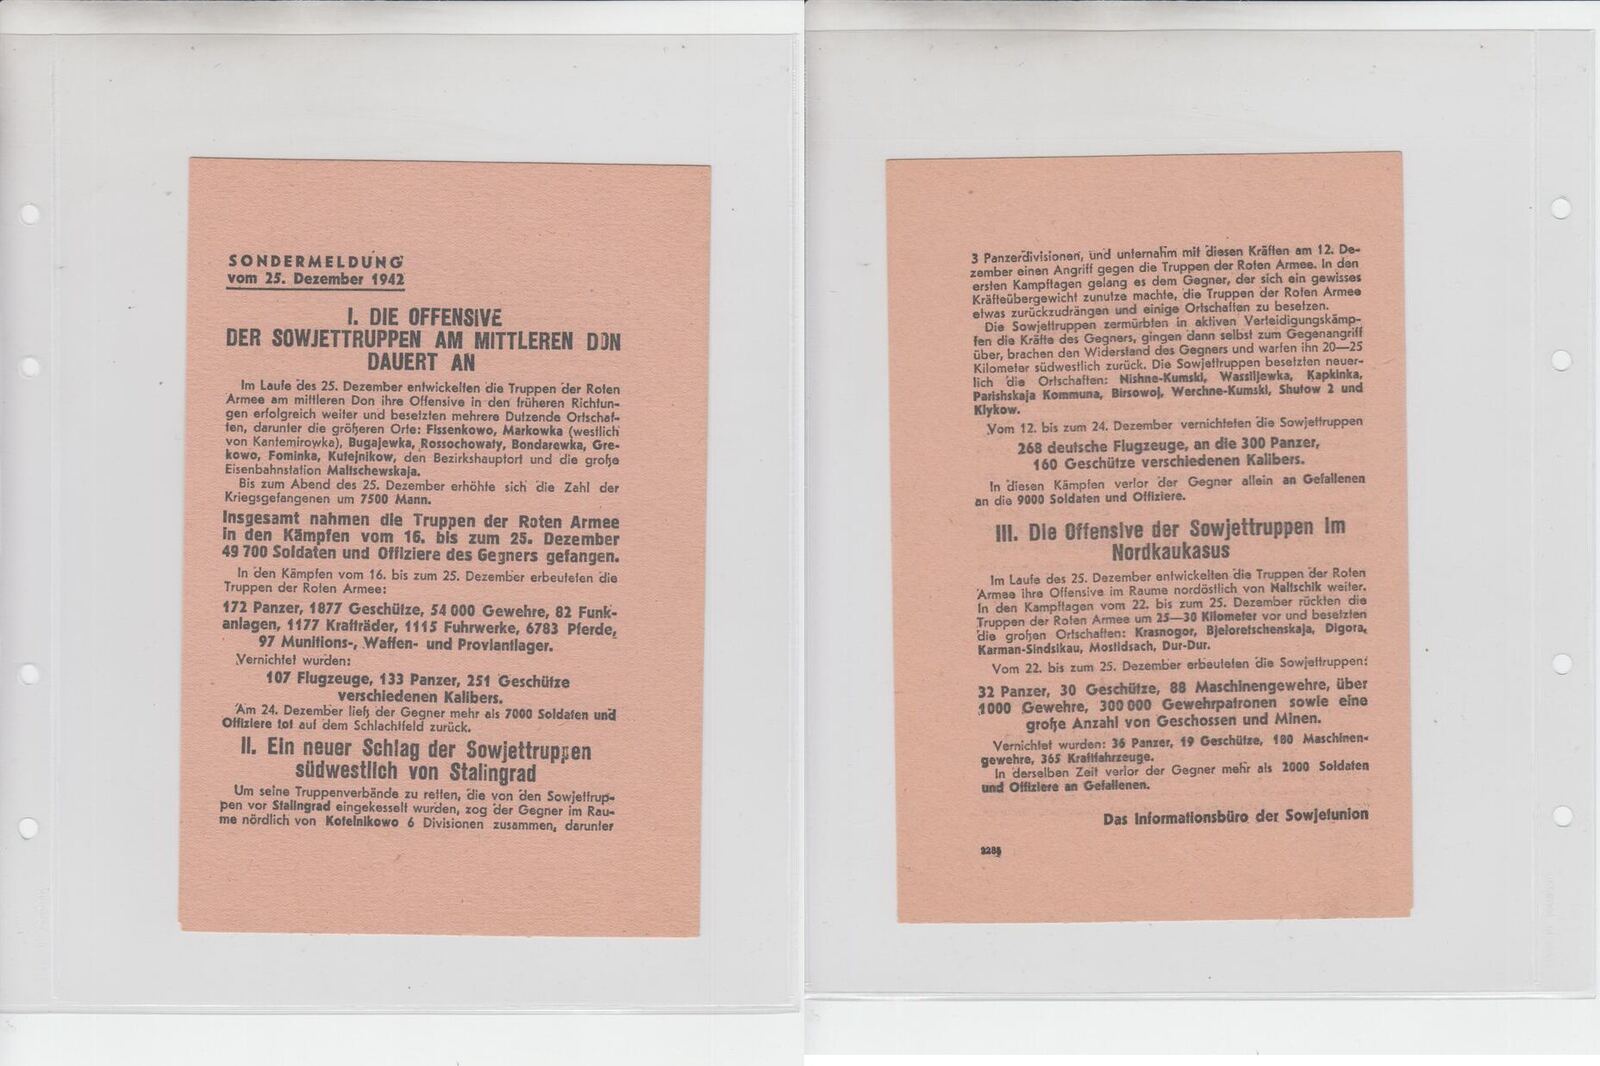 SONDERMELDUNG
vom 25. Dezember 1942
I. DIE OFFENSIVE
DER SOWJETTRUPPEN AM MITTLEREN DON
DAUERT AN
Im Laufe des 25. Dezember entwickelten die Truppen der Roten
Armee am mittleren Don ihre Offensive in den früheren Richtun-
gen erfolgreich weiter und besetzten mehrere Dutzende Ortschaf-
ten, darunter die größeren Orte: Fissenkowo, Markowka (westlich
von Kantemirowka), Bugajewka, Rossochowaty, Bondarewka, Gre-
kowo, Fominka, Kutejnikow, den Bezirkshauptort und die große
Eisenbahnstation Maltschewskaja.
Bis zum Abend des 25. Dezember erhöhte sich die Zahl der
Kriegsgefangenen um 7500 Mann.
Insgesamt nahmen die Truppen der Roten Armee
in den Kämpfen vom 16. bis zum 25. Dezember
49 700 Soldaten und Offiziere des Gegners gefangen.
In den Kämpfen vom 16. bis zum 25. Dezember erbeuteten die
Truppen der Roten Armee:
172 Panzer, 1877 Geschütze, 54 000 Gewehre, 82 Funk-
anlagen, 1177 Krafträder, 1115 Fuhrwerke, 6783 Pferde,
97 Munitions-, Waffen- und Proviantlager.
Vernichtet wurden:
107 Flugzeuge, 133 Panzer, 251 Geschütze
verschiedenen Kalibers.
Am 24. Dezember ließ der Gegner mehr als 7000 Soldaten und
Offiziere tot auf dem Schlachtfeld zurück.
II. Ein neuer Schlag der Sowjettruppen
südwestlich von Stalingrad
Um seine Truppenverbände zu retten, die von den Sowjettrup-
pen vor Stalingrad eingekesselt wurden, zog der Gegner im Rau-
me nördlich von Kotelnikowo 6 Divisionen zusammen, darunter
3 Panzerdivisionen, und unternahm mit diesen Kräften am 12. De-
zember einen Angriff gegen die Truppen der Roten Armee. In den
ersten Kampftagen gelang es dem Gegner, der sich ein gewisses
Kräfteübergewicht zunutze machte, die Truppen der Roten Armee
etwas zurückzudrängen und einige Ortschaften zu besetzen.
Die Sowjettruppen zermürbten in aktiven Verteidigungskämp-
fen die Kräfte des Gegners, gingen dann selbst zum Gegenangriff
über, brachen den Widerstand des Gegners und warfen ihn 20—25
Kilometer südwestlich zurück. Die Sowjettruppen besetzten neuer-
lich die Ortschaften: Nishne-Kumski, Wassiljewka, Kapkinka,
Parishskaja Kommuna, Birsowoj, Werchne-Kumski, Shutow 2 und
Klykow.
Vom 12. bis zum 24. Dezember vernichteten die Sowjettruppen
268 deutsche Flugzeuge, an die 300 Panzer,
160 Geschütze verschiedenen Kalibers.
In diesen Kämpfen verlor der Gegner allein an Gefallenen
an die 9000 Soldaten und Offiziere.
III. Die Offensive der Sowjettruppen im
Nordkaukasus
Im Laufe des 25. Dezember entwickelten die Truppen der Roten
Armee ihre Offensive im Raume nordöstlich von Naltschik weiter.
In den Kampftagen vom 22. bis zum 25. Dezember rückten die
Truppen der Roten Armee um 25—30 Kilometer vor und besetzten
die großen Ortschaften: Krasnogor, Bjeloretschenskaja, Digora,
Karman-Sindsikau, Mostidsach, Dur-Dur.
Vom 22. bis zum 25. Dezember erbeuteten die Sowjettruppen:
32 Panzer, 30 Geschütze, 88 Maschinengewehre, über
1000 Gewehre, 300 000 Gewehrpatronen sowie eine
große Anzahl von Geschossen und Minen.
Vernichtet wurden: 36 Panzer, 19 Geschütze, 180 Maschinen-
gewehre, 365 Kraftfahrzeuge.
In derselben Zeit verlor der Gegner mehr als 2000 Soldaten
und Offiziere an Gefallenen.
Das Informationsbüro der Sowjetunion
2285